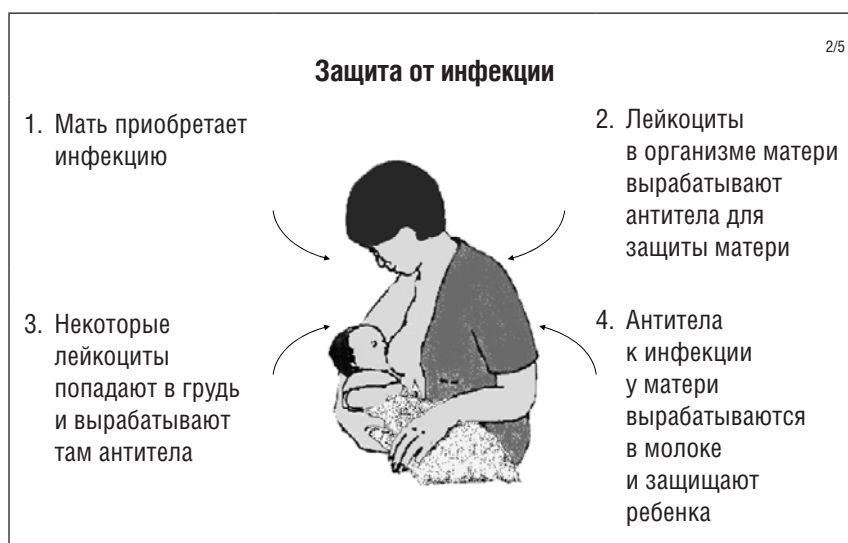 2/5
Защита от инфекции
1. Мать приобретает
инфекцию
2. Лейкоциты
в организме матери
вырабатывают
антитела для
защиты матери
3. Некоторые
лейкоциты
попадают в грудь
и вырабатывают
там антитела
4. Антитела
к инфекции
у матери
вырабатываются
в молоке
и защищают
ребенка